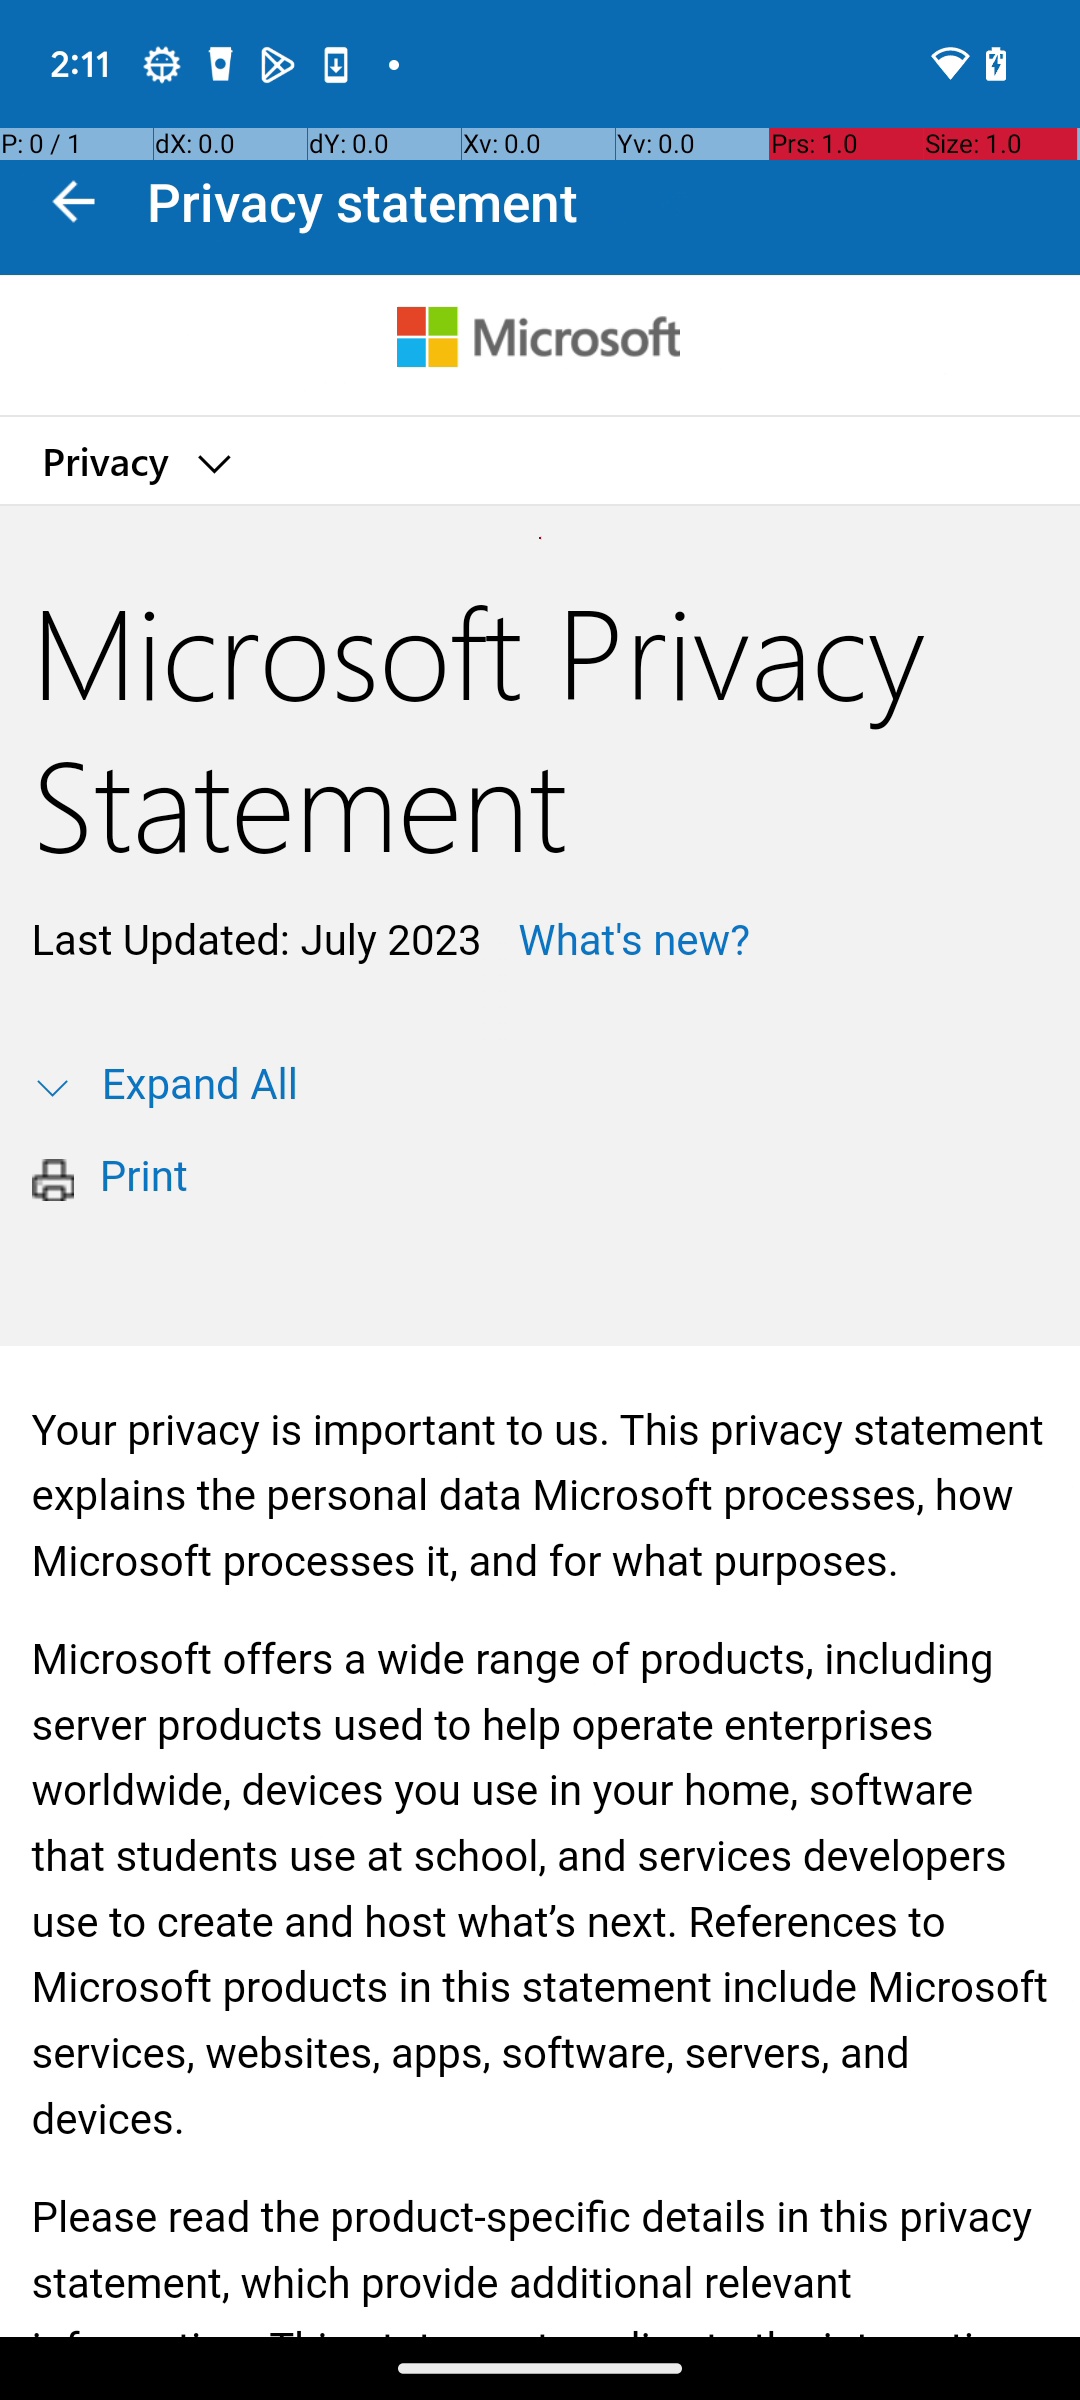 2:11
P: 0 / 1 dX: 0.0 dY: 0.0 Xv: 0.0 Yv: 0.0 Prs: 1.0 Size: 1.0
Privacy statement
Microsoft
Privacy
Microsoft Privacy
Statement
Last Updated: July 2023 What's new?
Expand All
Print
Your privacy is important to us. This privacy statement
explains the personal data Microsoft processes, how
Microsoft processes it, and for what purposes.
Microsoft offers a wide range of products, including
server products used to help operate enterprises
worldwide, devices you use in your home, software
that students use at school, and services developers
use to create and host what’s next. References to
Microsoft products in this statement include Microsoft
services, websites, apps, software, servers, and
devices.
Please read the product-specific details in this privacy
statement, which provide additional relevant